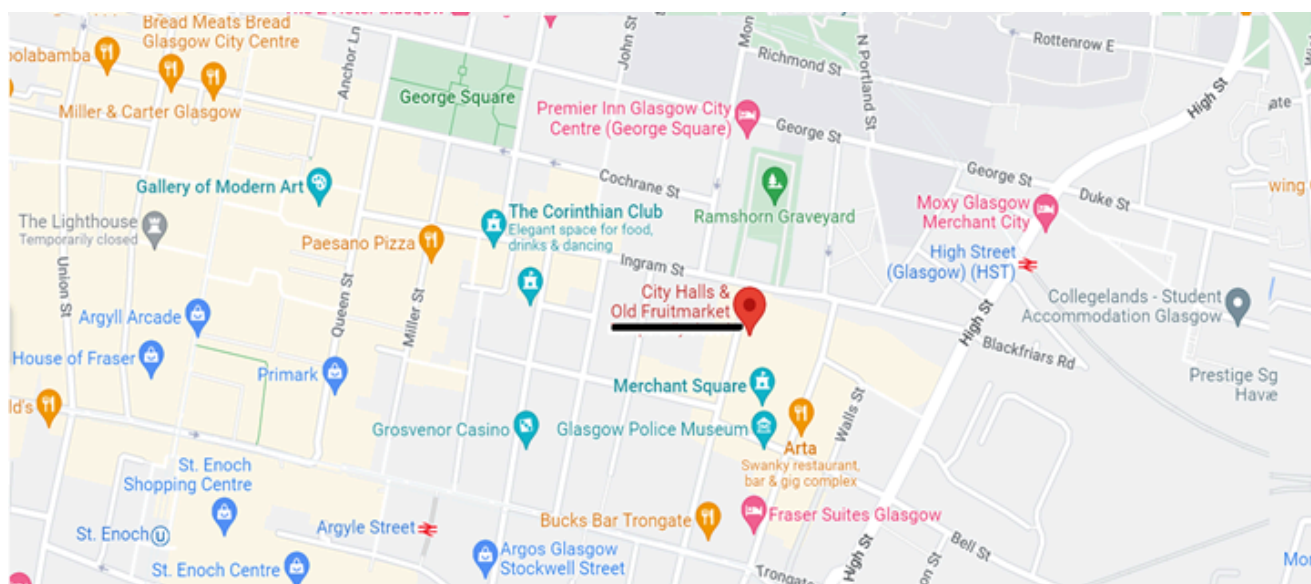 Bread Meats Bread
Glasgow City Centre
Miller & Carter Glasgow
Anchor Ln
George Square
John St
Richmond St
N Portland St
Rottenrow E
High St
Premier Inn Glasgow City
Centre (George Square)
George St
Gallery of Modern Art
Cochrane St
Ramshorn Graveyard
George St
Duke St
Moxy Glasgow
Merchant City
The Lighthouse
Temporarily closed
Paesano Pizza
The Corinthian Club
Elegant space for food,
drinks & dancing
Ingram St
High Street
(Glasgow) (HST)
Union St
Queen St
Miller St
City Halls &
Old Fruitmarket
High St
Collegelands - Student
Accommodation Glasgow
Argyll Arcade
House of Fraser
Primark
Blackfriars Rd
Merchant Square
Prestige Sg
Grosvenor Casino
Glasgow Police Museum
Walls St
Arta
Swanky restaurant,
bar & gig complex
St. Enoch
Shopping Centre
St. Enoch
U
Argyle Street
Bucks Bar Trongate
Fraser Suites Glasgow
St. Enoch Centre
Argos Glasgow
Stockwell Street
Trongate
High St
Bell St